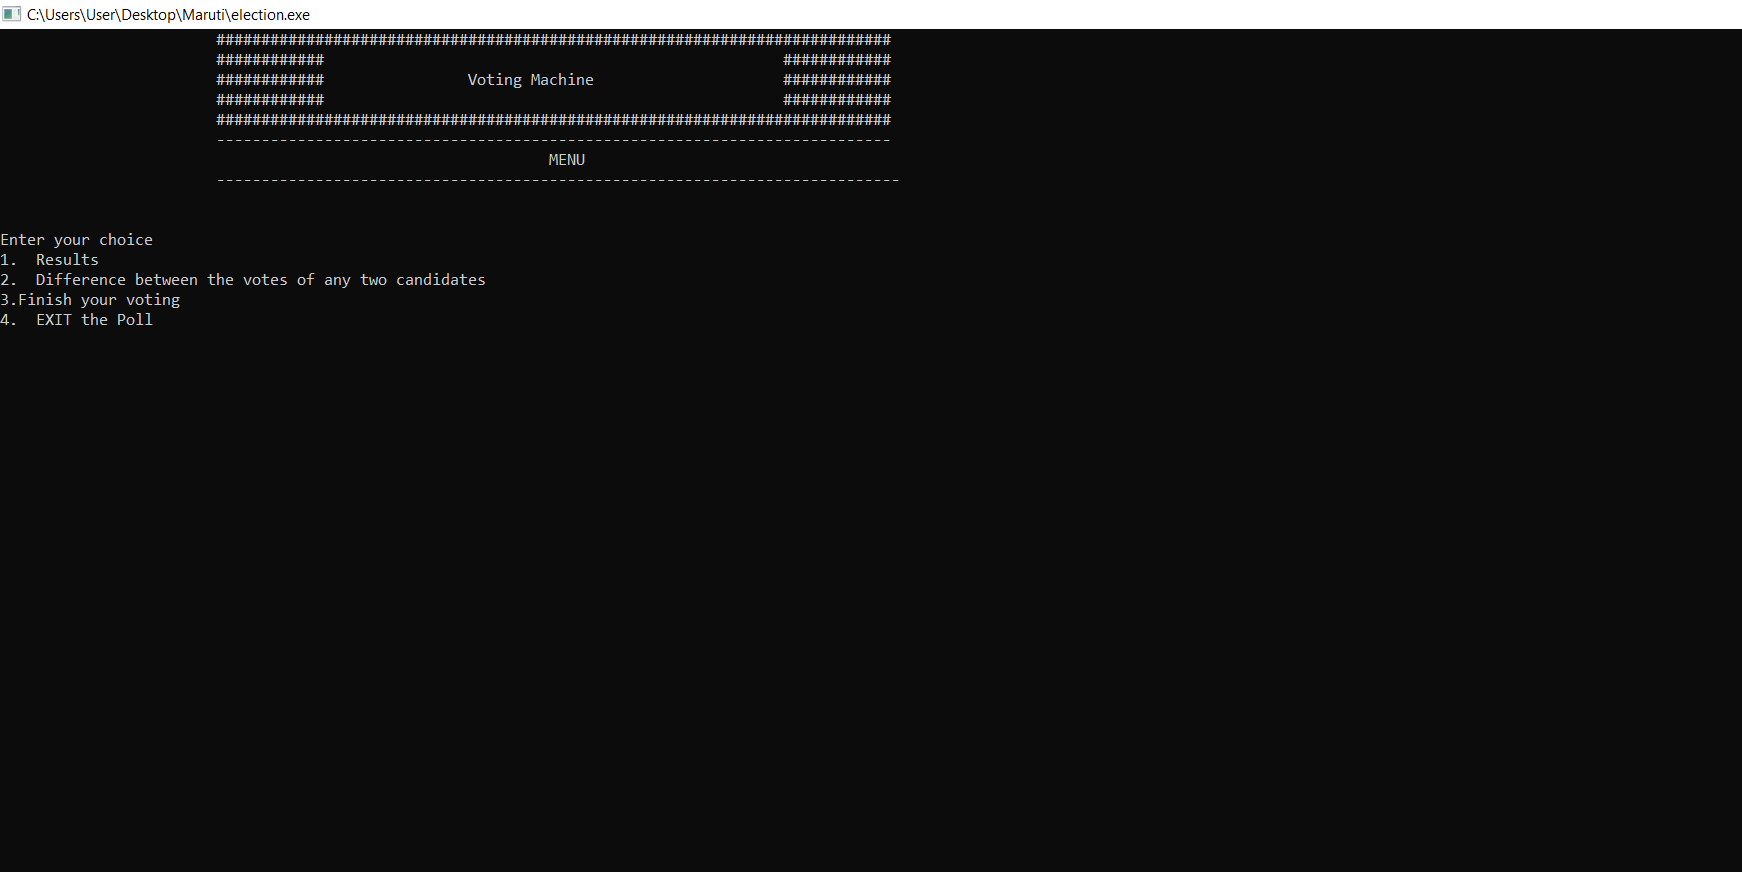 C:\Users\User\Desktop\Maruti\election.exe
###########################################################################
############                                                   ############
############                Voting Machine                     ############
############                                                   ############
###########################################################################
---------------------------------------------------------------------------
MENU
----------------------------------------------------------------------------
Enter your choice
1.  Results
2.  Difference between the votes of any two candidates
3.Finish your voting
4.  EXIT the Poll